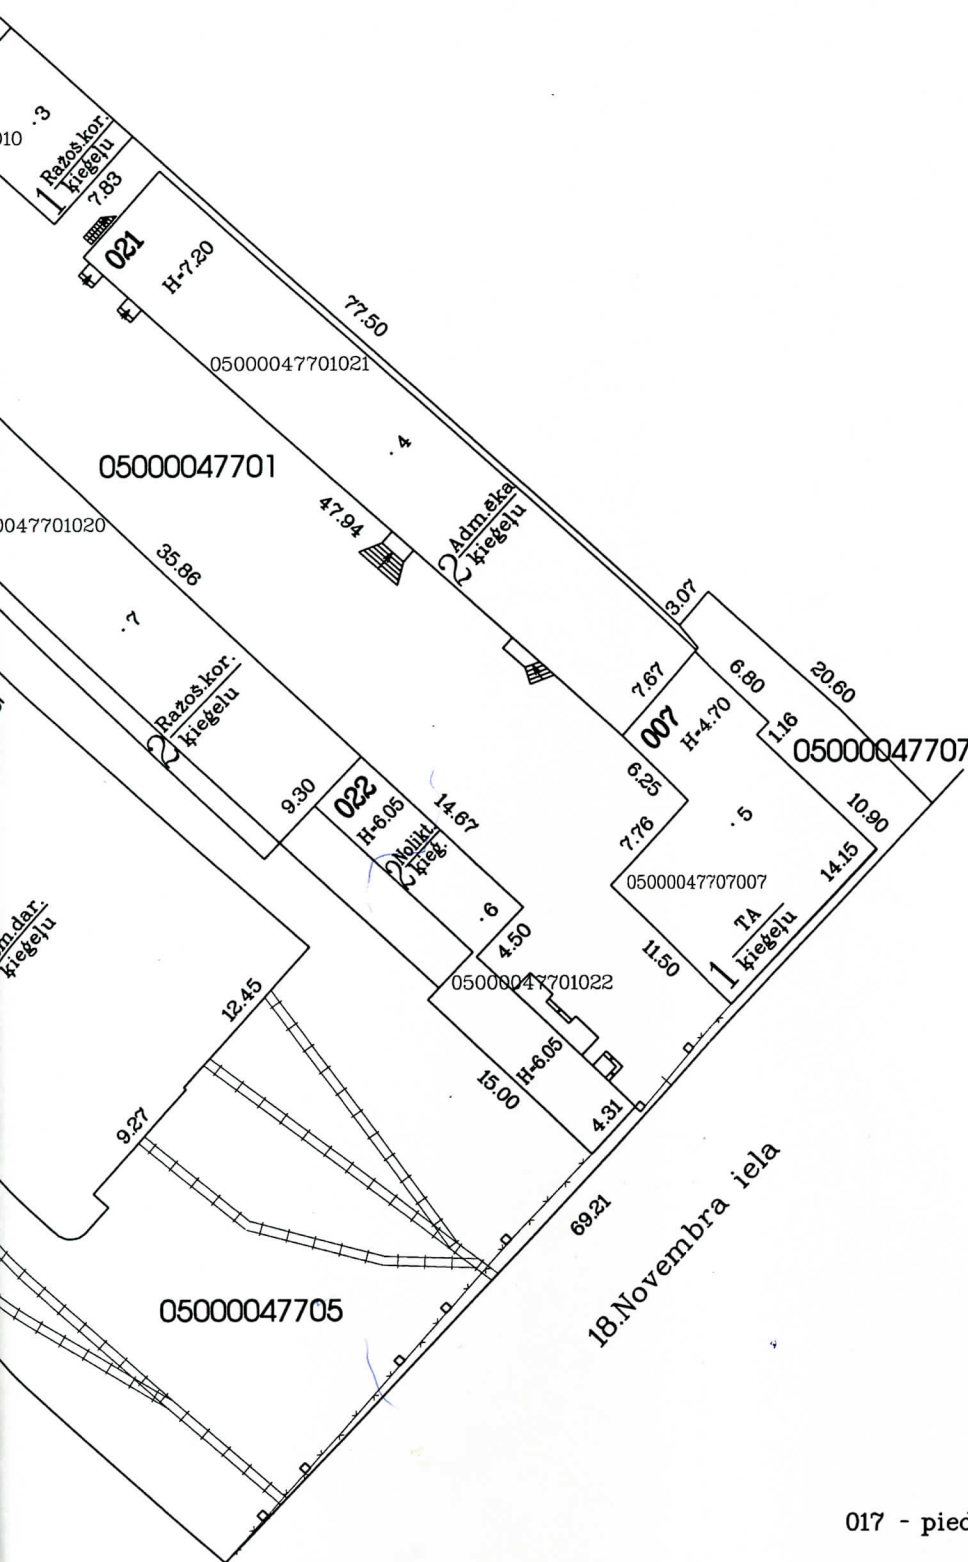 3
010
1 Ražoš.kor.
ķieģeļu
7.83
021
H-7.20
77.50
05000047701021
4
05000047701
47.94
2 Adm.ēka
ķieģeļu
0047701020
35.86
7
3.07
7.67
6.80
20.60
2 Ražoš.kor.
ķieģeļu
007
H-4.70
1.16
05000047707
9.30
022
H-6.05
14.67
6.25
7.76
5
10.90
2 Nolikt.
ķieģ.
14.15
05000047707007
6
4.50
1 TA
ķieģeļu
11.50
m.dar.
ķieģeļu
05000047701022
12.45
H-6.05
15.00
4.31
9.27
69.21
18.Novembra iela
05000047705
017 - pied